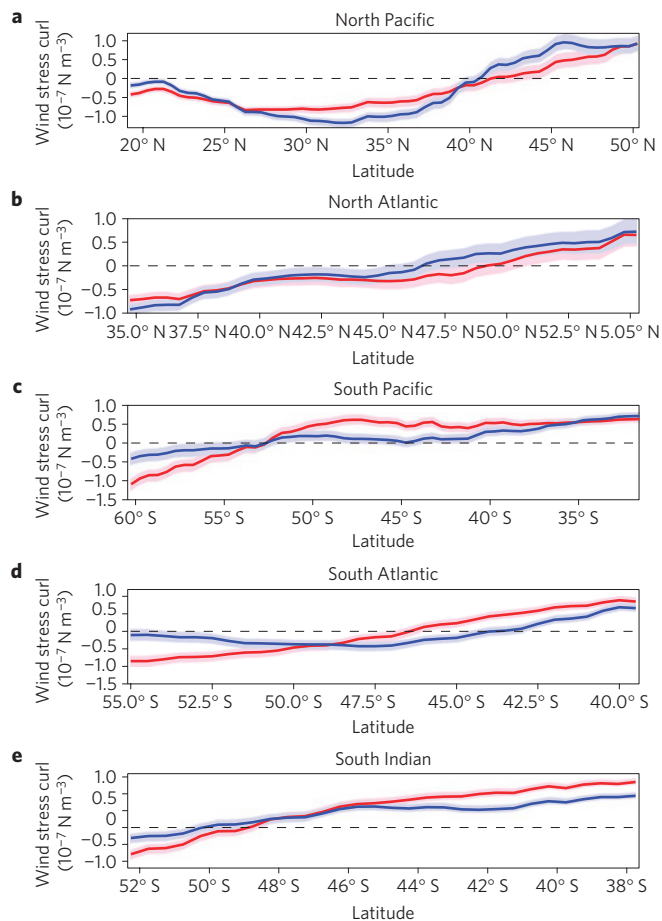 a
North Pacific
Wind stress curl
(10⁻⁷ N m⁻³)
1.0
0.5
0
−0.5
−1.0
20° N 25° N 30° N 35° N 40° N 45° N 50° N
Latitude
b
North Atlantic
Wind stress curl
(10⁻⁷ N m⁻³)
1.0
0.5
0
−0.5
−1.0
35.0° N 37.5° N 40.0° N 42.5° N 45.0° N 47.5° N 50.0° N 52.5° N 5.05° N
Latitude
c
South Pacific
Wind stress curl
(10⁻⁷ N m⁻³)
1.0
0.5
0
−0.5
−1.0
−1.5
60° S 55° S 50° S 45° S 40° S 35° S
Latitude
d
South Atlantic
Wind stress curl
(10⁻⁷ N m⁻³)
1.0
0.5
0
−0.5
−1.5
55.0° S 52.5° S 50.0° S 47.5° S 45.0° S 42.5° S 40.0° S
Latitude
e
South Indian
Wind stress curl
(10⁻⁷ N m⁻³)
1.0
0.5
0
−0.5
−1.0
52° S 50° S 48° S 46° S 44° S 42° S 40° S 38° S
Latitude